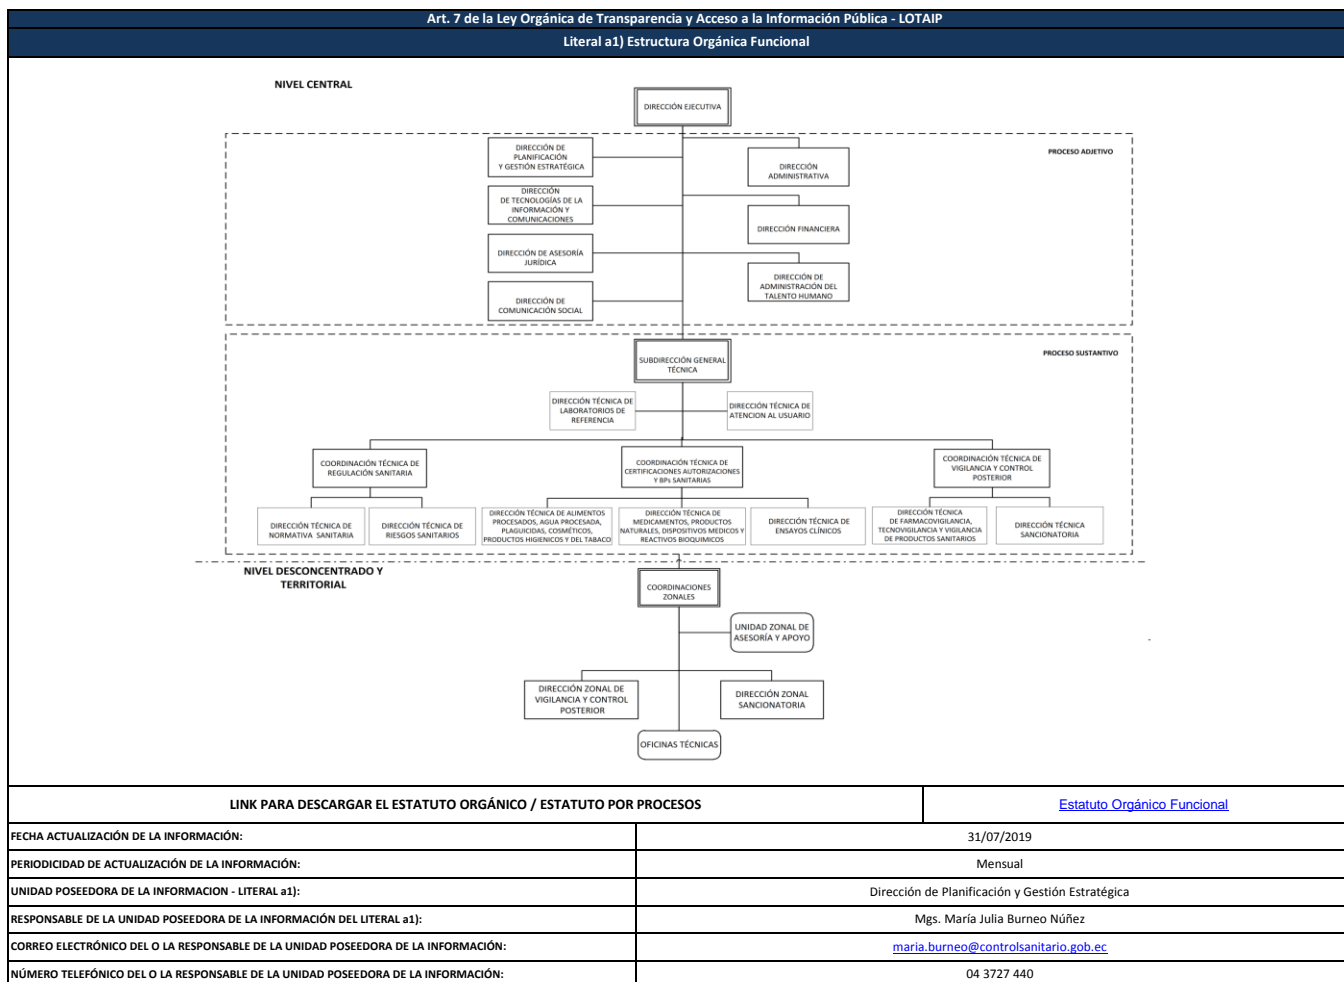 Art. 7 de la Ley Orgánica de Transparencia y Acceso a la Información Pública - LOTAIP
Literal a1) Estructura Orgánica Funcional
NIVEL CENTRAL
DIRECCIÓN EJECUTIVA
PROCESO ADJETIVO
DIRECCIÓN DE
PLANIFICACIÓN
Y GESTIÓN ESTRATÉGICA
DIRECCIÓN
ADMINISTRATIVA
DIRECCIÓN
DE TECNOLOGÍAS DE LA
INFORMACIÓN Y
COMUNICACIONES
DIRECCIÓN FINANCIERA
DIRECCIÓN DE ASESORÍA
JURÍDICA
DIRECCIÓN DE
ADMINISTRACIÓN DEL
TALENTO HUMANO
DIRECCIÓN DE
COMUNICACIÓN SOCIAL
PROCESO SUSTANTIVO
SUBDIRECCIÓN GENERAL
TÉCNICA
DIRECCIÓN TÉCNICA DE
LABORATORIOS DE
REFERENCIA
DIRECCIÓN TÉCNICA DE
ATENCION AL USUARIO
COORDINACIÓN TÉCNICA DE
REGULACIÓN SANITARIA
COORDINACIÓN TÉCNICA DE
CERTIFICACIONES AUTORIZACIONES
Y BPs SANITARIAS
COORDINACIÓN TÉCNICA DE
VIGILANCIA Y CONTROL
POSTERIOR
DIRECCIÓN TÉCNICA DE
NORMATIVA SANITARIA
DIRECCIÓN TÉCNICA DE
RIESGOS SANITARIOS
DIRECCIÓN TÉCNICA DE ALIMENTOS
PROCESADOS, AGUA PROCESADA,
PLAGUICIDAS, COSMÉTICOS,
PRODUCTOS HIGIENICOS Y DEL TABACO
DIRECCIÓN TÉCNICA DE
MEDICAMENTOS, PRODUCTOS
NATURALES, DISPOSITIVOS MEDICOS Y
REACTIVOS BIOQUIMICOS
DIRECCIÓN TÉCNICA DE
ENSAYOS CLÍNICOS
DIRECCIÓN TÉCNICA
DE FARMACOVIGILANCIA,
TECNOVIGILANCIA Y VIGILANCIA
DE PRODUCTOS SANITARIOS
DIRECCIÓN TÉCNICA
SANCIONATORIA
NIVEL DESCONCENTRADO Y
TERRITORIAL
COORDINACIONES
ZONALES
UNIDAD ZONAL DE
ASESORÍA Y APOYO
DIRECCIÓN ZONAL DE
VIGILANCIA Y CONTROL
POSTERIOR
DIRECCIÓN ZONAL
SANCIONATORIA
OFICINAS TÉCNICAS
LINK PARA DESCARGAR EL ESTATUTO ORGÁNICO / ESTATUTO POR PROCESOS
Estatuto Orgánico Funcional
FECHA ACTUALIZACIÓN DE LA INFORMACIÓN:
31/07/2019
PERIODICIDAD DE ACTUALIZACIÓN DE LA INFORMACIÓN:
Mensual
UNIDAD POSEEDORA DE LA INFORMACION - LITERAL a1):
Dirección de Planificación y Gestión Estratégica
RESPONSABLE DE LA UNIDAD POSEEDORA DE LA INFORMACIÓN DEL LITERAL a1):
Mgs. María Julia Burneo Núñez
CORREO ELECTRÓNICO DEL O LA RESPONSABLE DE LA UNIDAD POSEEDORA DE LA INFORMACIÓN:
maria.burneo@controlsanitario.gob.ec
NÚMERO TELEFÓNICO DEL O LA RESPONSABLE DE LA UNIDAD POSEEDORA DE LA INFORMACIÓN:
04 3727 440